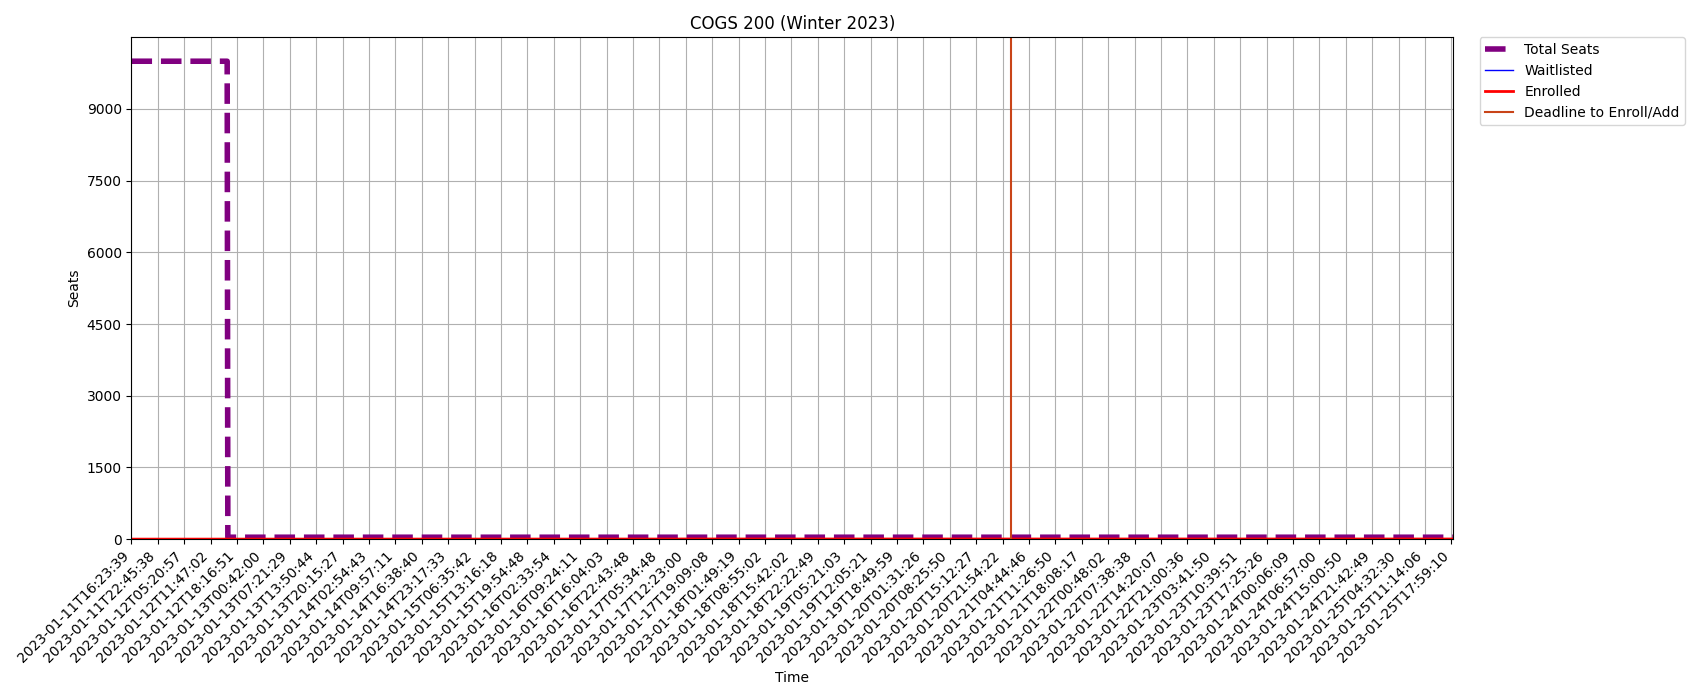 COGS 200 (Winter 2023)
Total Seats
Waitlisted
Enrolled
Deadline to Enroll/Add
9000
7500
6000
4500
3000
1500
0
Seats
2023-01-11T16:23:39
2023-01-11T22:45:38
2023-01-12T05:20:57
2023-01-12T11:47:02
2023-01-12T18:16:51
2023-01-13T00:42:00
2023-01-13T07:21:29
2023-01-13T13:50:44
2023-01-13T20:15:27
2023-01-14T02:54:43
2023-01-14T09:57:11
2023-01-14T16:38:40
2023-01-14T23:17:33
2023-01-15T06:35:42
2023-01-15T13:16:18
2023-01-15T19:54:48
2023-01-16T02:33:54
2023-01-16T09:24:11
2023-01-16T16:04:03
2023-01-16T22:43:48
2023-01-17T05:34:48
2023-01-17T12:23:00
2023-01-17T19:09:08
2023-01-18T01:49:19
2023-01-18T08:55:02
2023-01-18T15:42:02
2023-01-18T22:22:49
2023-01-19T05:21:03
2023-01-19T12:05:21
2023-01-19T18:49:59
2023-01-20T01:31:26
2023-01-20T08:25:50
2023-01-20T15:12:27
2023-01-20T21:54:22
2023-01-21T04:44:46
2023-01-21T11:26:50
2023-01-21T18:08:17
2023-01-22T00:48:02
2023-01-22T07:38:38
2023-01-22T14:20:07
2023-01-22T21:00:36
2023-01-23T03:41:50
2023-01-23T10:39:51
2023-01-23T17:25:26
2023-01-24T00:06:09
2023-01-24T06:57:00
2023-01-24T15:00:50
2023-01-24T21:42:49
2023-01-25T04:32:30
2023-01-25T11:14:06
2023-01-25T17:59:10
Time